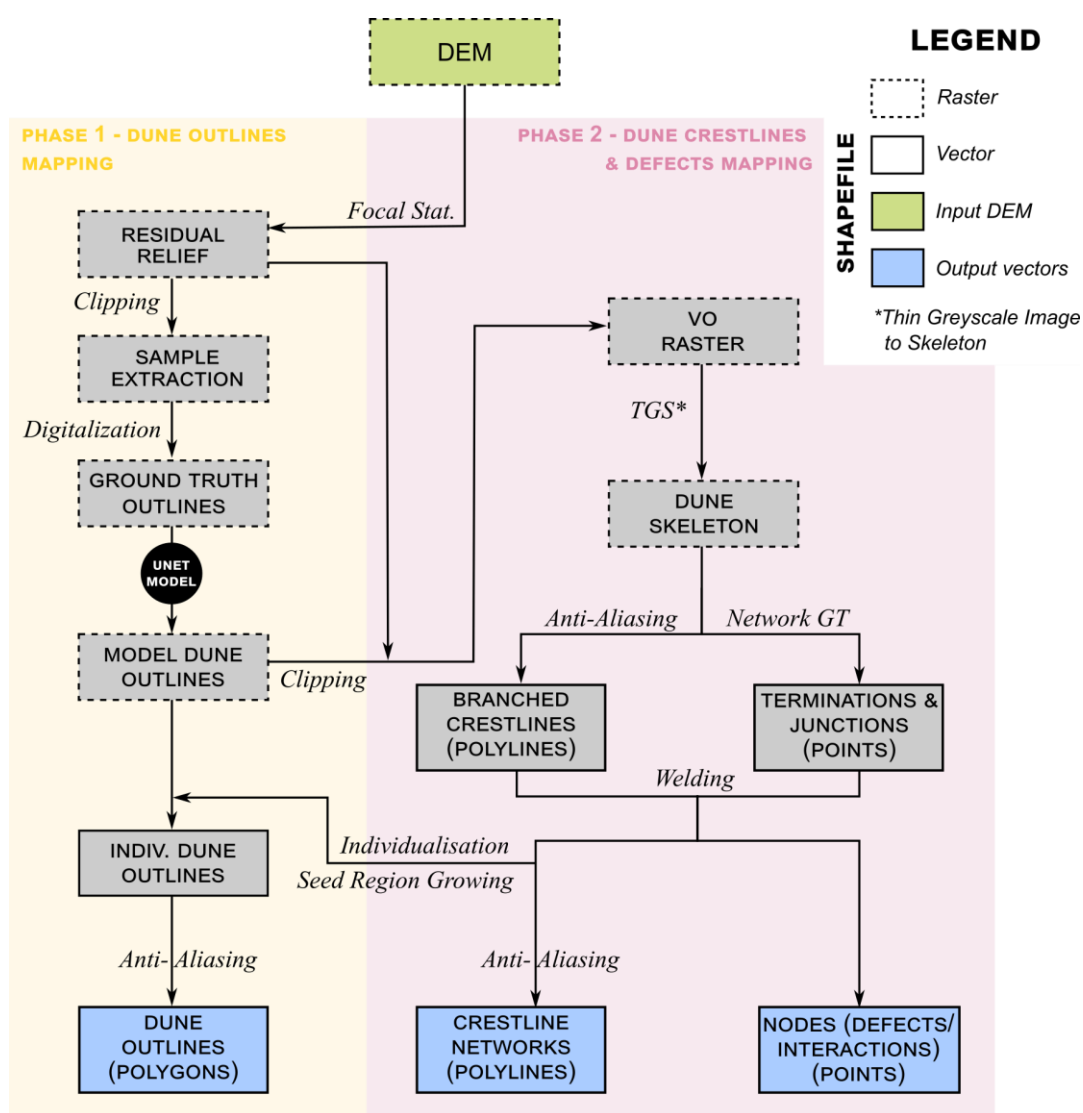 DEM
LEGEND
SHAPEFILE
Raster
Vector
Input DEM
Output vectors
*Thin Greyscale Image
to Skeleton
PHASE 1 - DUNE OUTLINES
MAPPING
PHASE 2 - DUNE CRESTLINES
& DEFECTS MAPPING
Focal Stat.
RESIDUAL
RELIEF
Clipping
SAMPLE
EXTRACTION
Digitalization
GROUND TRUTH
OUTLINES
UNET
MODEL
MODEL DUNE
OUTLINES
Clipping
VO
RASTER
TGS*
DUNE
SKELETON
Anti-Aliasing
Network GT
BRANCHED
CRESTLINES
(POLYLINES)
TERMINATIONS &
JUNCTIONS
(POINTS)
Welding
Individualisation
Seed Region Growing
INDIV. DUNE
OUTLINES
Anti- Aliasing
Anti- Aliasing
DUNE
OUTLINES
(POLYGONS)
CRESTLINE
NETWORKS
(POLYLINES)
NODES (DEFECTS/
INTERACTIONS)
(POINTS)